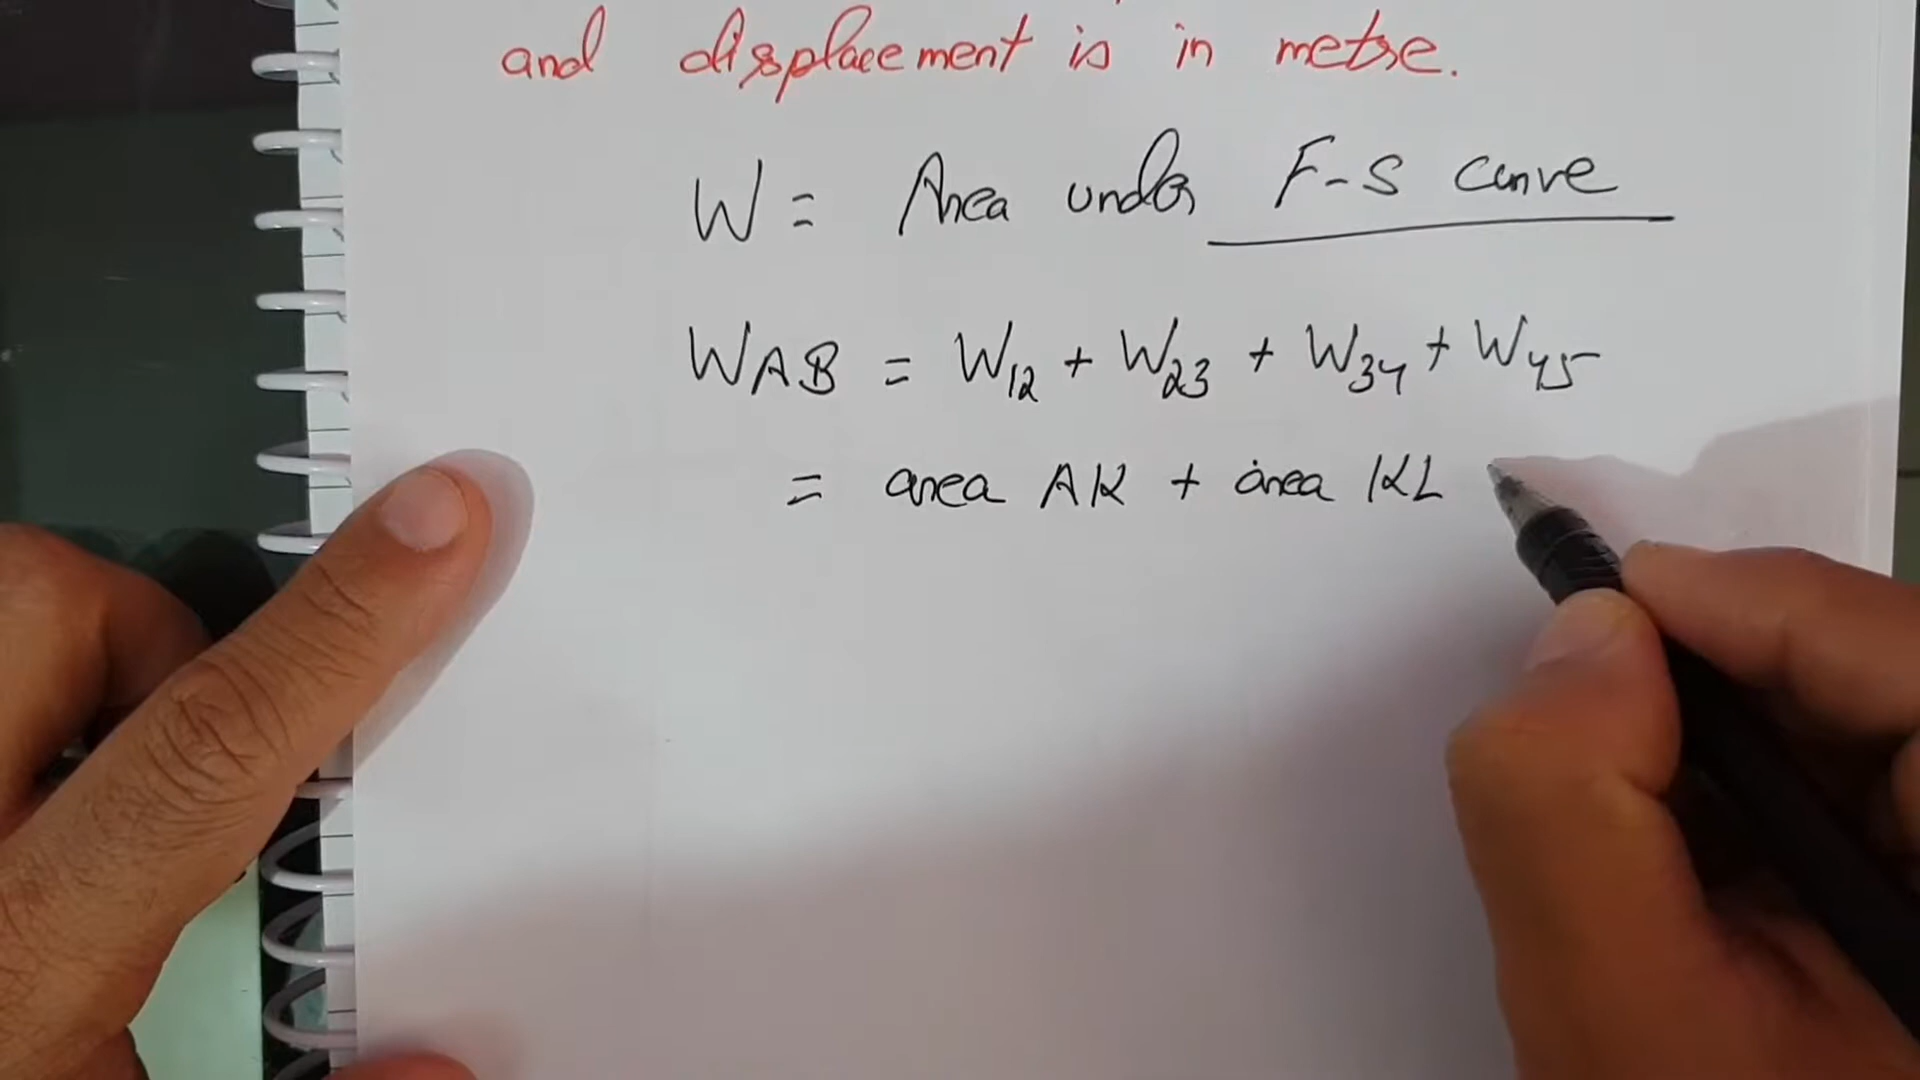 and displacement is in metre.
W = Area under F-S curve
WAB = W12 + W23 + W34 + W45
= area AK + area KL